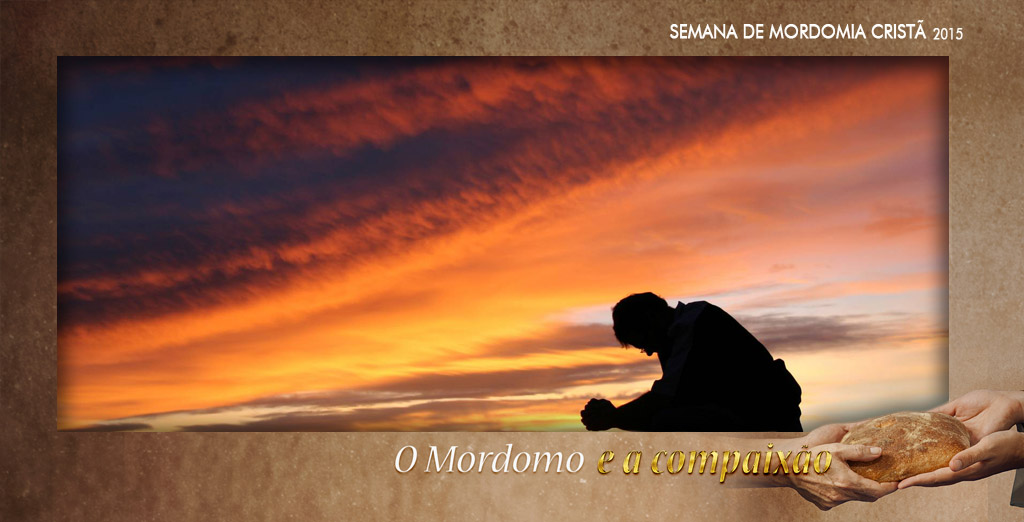 SEMANA DE MORDOMIA CRISTÃ 2015
O Mordomo e a compaixão